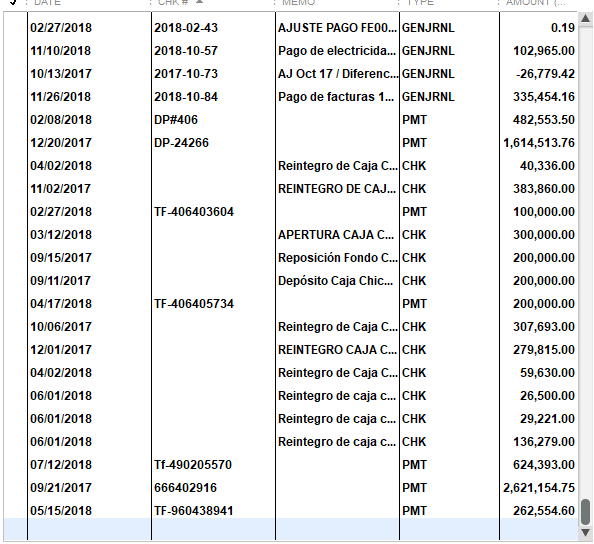 DATE CHK # MEMO TYPE AMOUNT (...
02/27/2018 2018-02-43 AJUSTE PAGO FE00... GENJRNL 0.19
11/10/2018 2018-10-57 Pago de electricida... GENJRNL 102,965.00
10/13/2017 2017-10-73 AJ Oct 17 / Diferenc... GENJRNL -26,779.42
11/26/2018 2018-10-84 Pago de facturas 1... GENJRNL 335,454.16
02/08/2018 DP#406 PMT 482,553.50
12/20/2017 DP-24266 PMT 1,614,513.76
04/02/2018 Reintegro de Caja C... CHK 40,336.00
11/02/2017 REINTEGRO DE CAJ... CHK 383,860.00
02/27/2018 TF-406403604 PMT 100,000.00
03/12/2018 APERTURA CAJA C... CHK 300,000.00
09/15/2017 Reposición Fondo C... CHK 200,000.00
09/11/2017 Depósito Caja Chic... CHK 200,000.00
04/17/2018 TF-406405734 PMT 200,000.00
10/06/2017 Reintegro de Caja C... CHK 307,693.00
12/01/2017 REINTEGRO CAJA C... CHK 279,815.00
04/02/2018 Reintegro de Caja C... CHK 59,630.00
06/01/2018 Reintegro de caja c... CHK 26,500.00
06/01/2018 Reintegro de caja c... CHK 29,221.00
06/01/2018 Reintegro de caja c... CHK 136,279.00
07/12/2018 Tf-490205570 PMT 624,393.00
09/21/2017 666402916 PMT 2,621,154.75
05/15/2018 TF-960438941 PMT 262,554.60